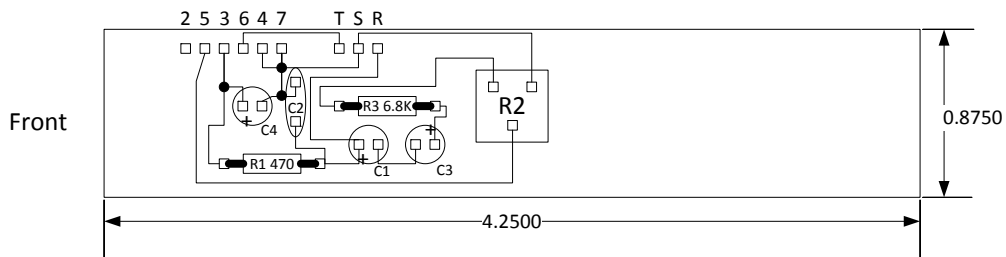 2 5 3 6 4 7 T S R
Front
C2
R3 6.8K
R2
0.8750
+
C4
+
R1 470
+
C1
C3
4.2500